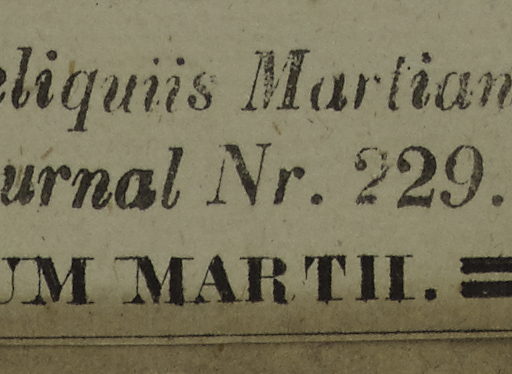 eliquiis Martian
urnal Nr. 229.
UM MARTII. =